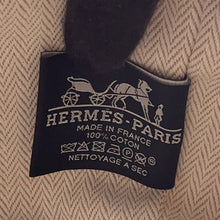 HERMES-PARIS
MADE IN FRANCE
100% COTON
NETTOYAGE A SEC